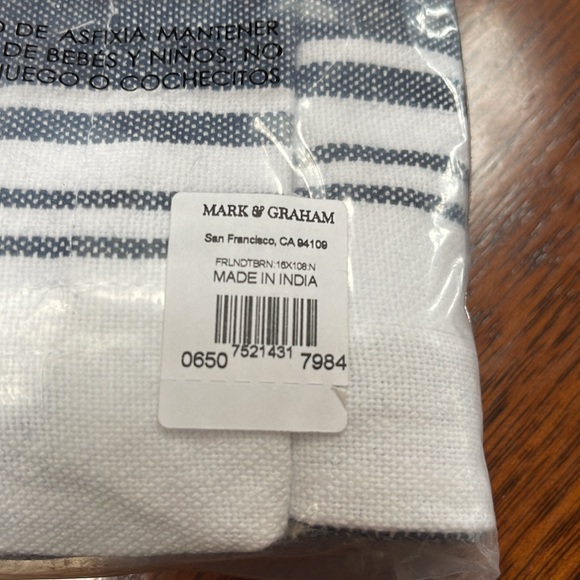 DE ASFIXIA MANTENER
DE BEBÉS Y NIÑOS. NO
JUEGO O COCHECITOS
MARK & GRAHAM
San Francisco, CA 94109
FRLNDTBRN:16X108:N
MADE IN INDIA
0650 7521431 7984